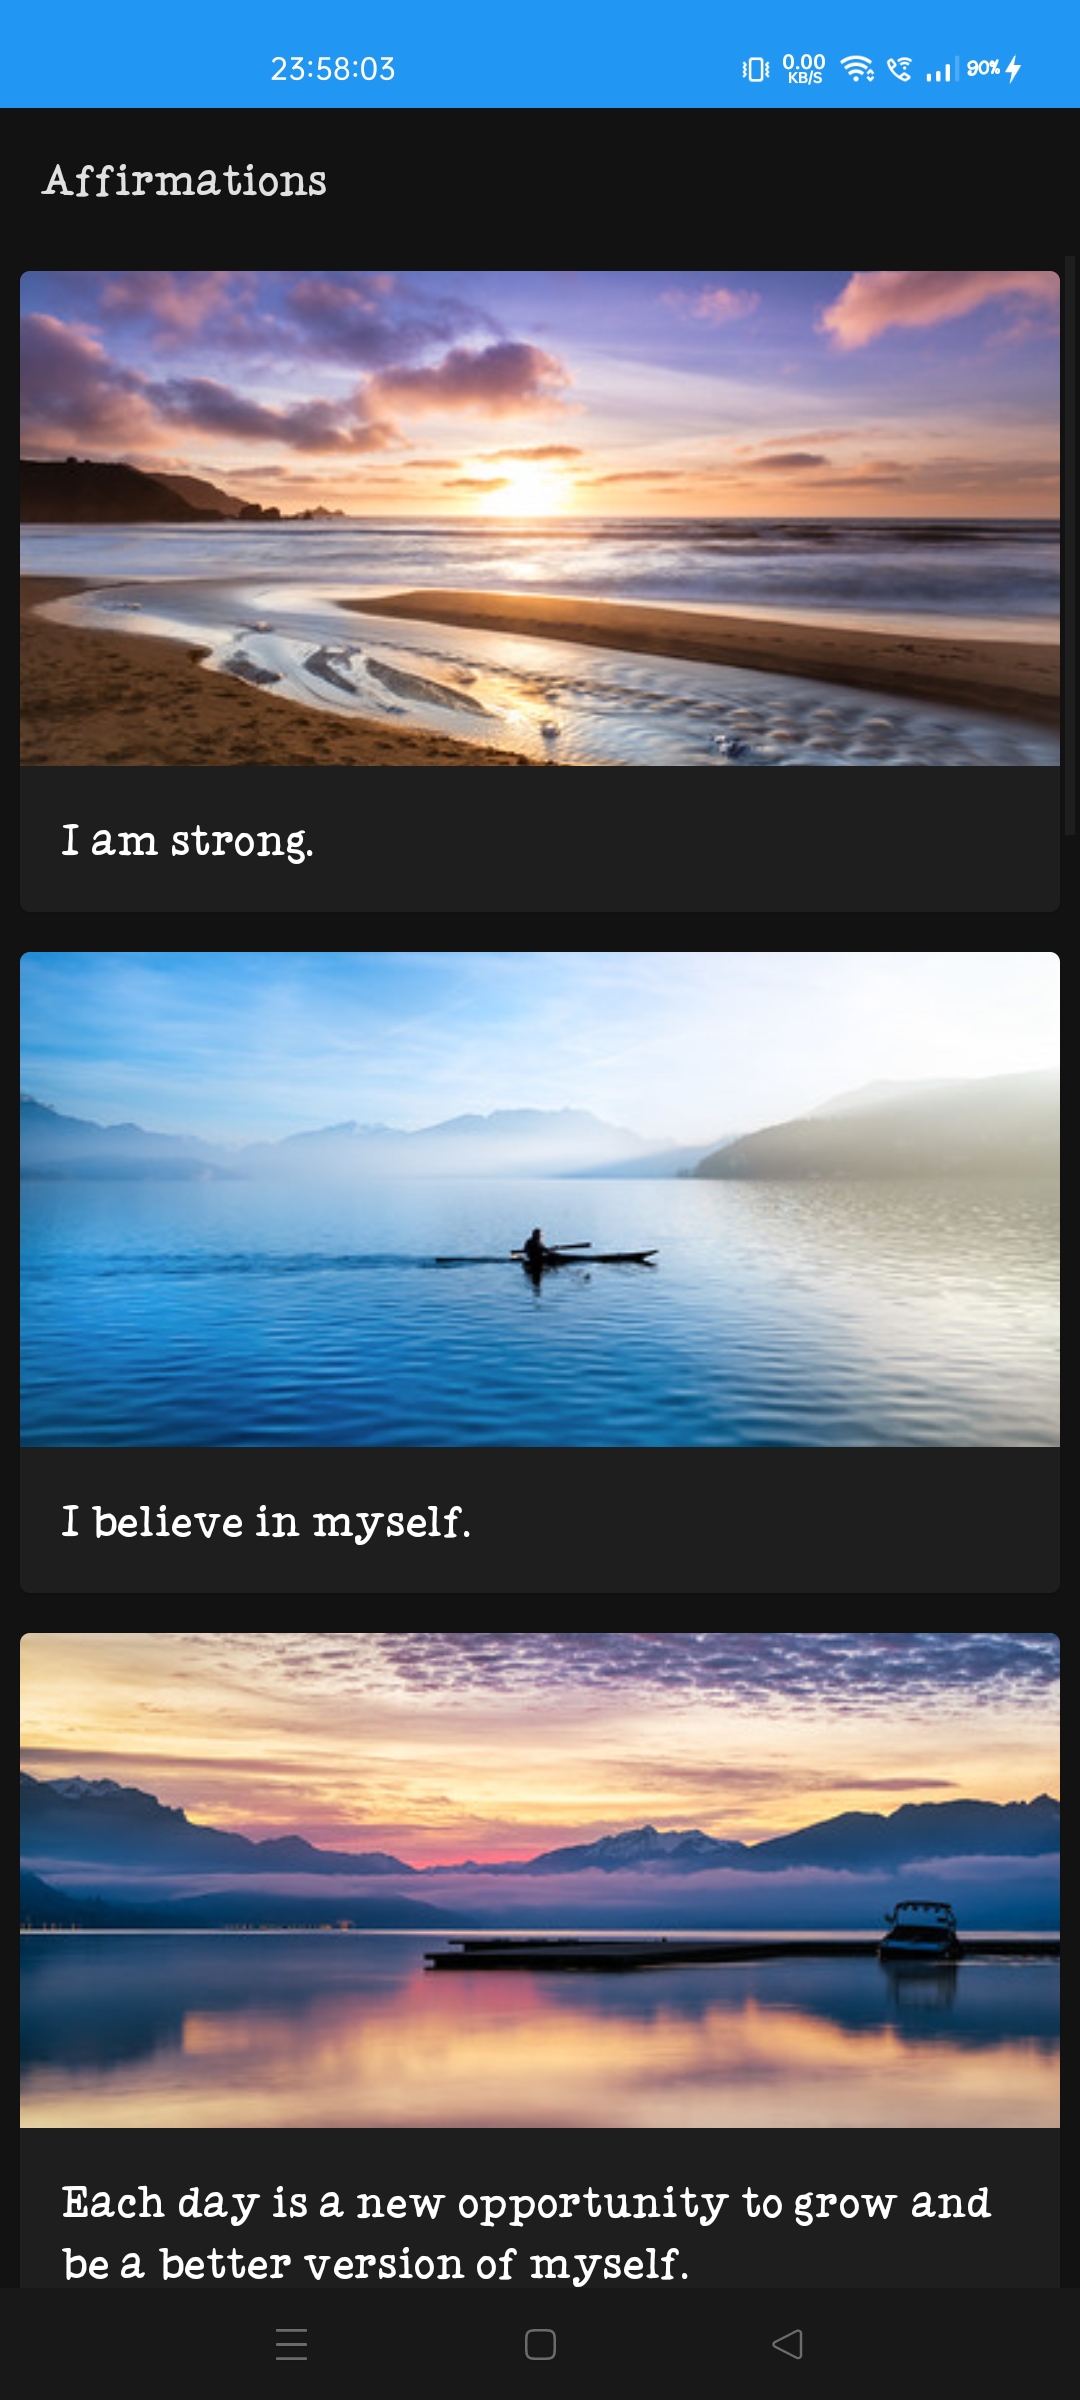 23:58:03
0.00
KB/S
90%
Affirmations
I am strong.
I believe in myself.
Each day is a new opportunity to grow and
be a better version of myself.